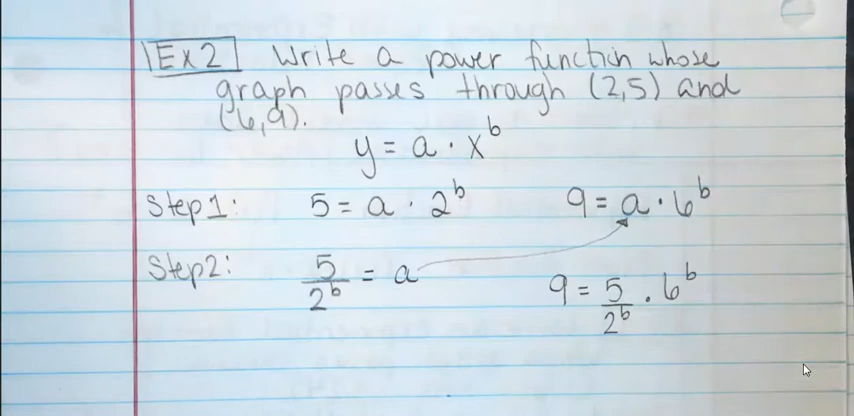 Ex 2 Write a power function whose
graph passes through (2,5) and
(6,9).
y = a · x^b
Step 1: 5 = a · 2^b 9 = a · 6^b
Step 2: 5/2^b = a 9 = 5/2^b · 6^b